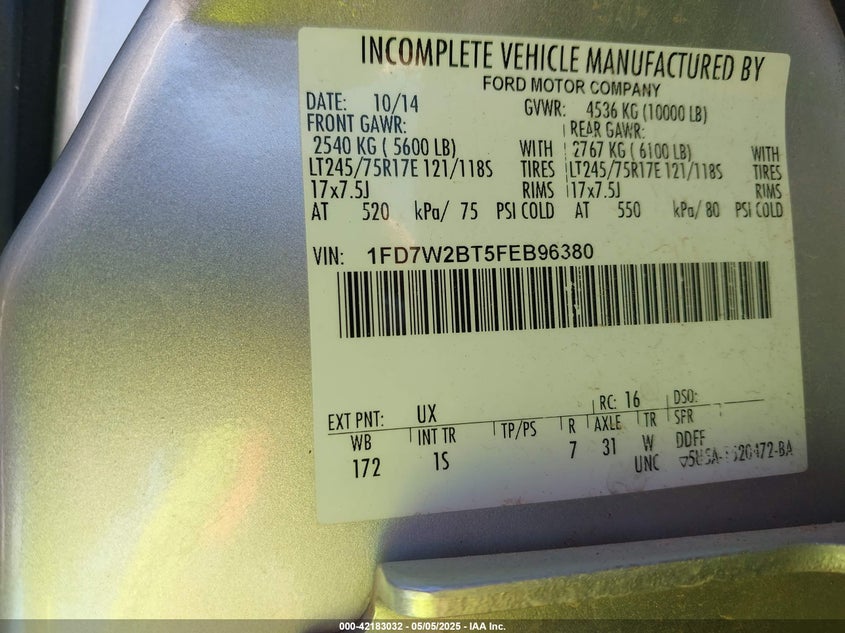 INCOMPLETE VEHICLE MANUFACTURED BY
FORD MOTOR COMPANY
DATE: 10/14 GVWR: 4536 KG (10000 LB)
FRONT GAWR: REAR GAWR:
2540 KG ( 5600 LB) WITH 2767 KG ( 6100 LB) WITH
LT245/75R17E 121/118S TIRES LT245/75R17E 121/118S TIRES
17x7.5J RIMS 17x7.5J RIMS
AT 520 kPa/ 75 PSI COLD AT 550 kPa/ 80 PSI COLD
VIN: 1FD7W2BT5FEB96380
EXT PNT: UX RC: 16 DSO:
WB INT TR TP/PS R AXLE TR SFR
172 1S 7 31 W DDFF
UNC
000-42183032 - 05/05/2025 - IAA Inc.